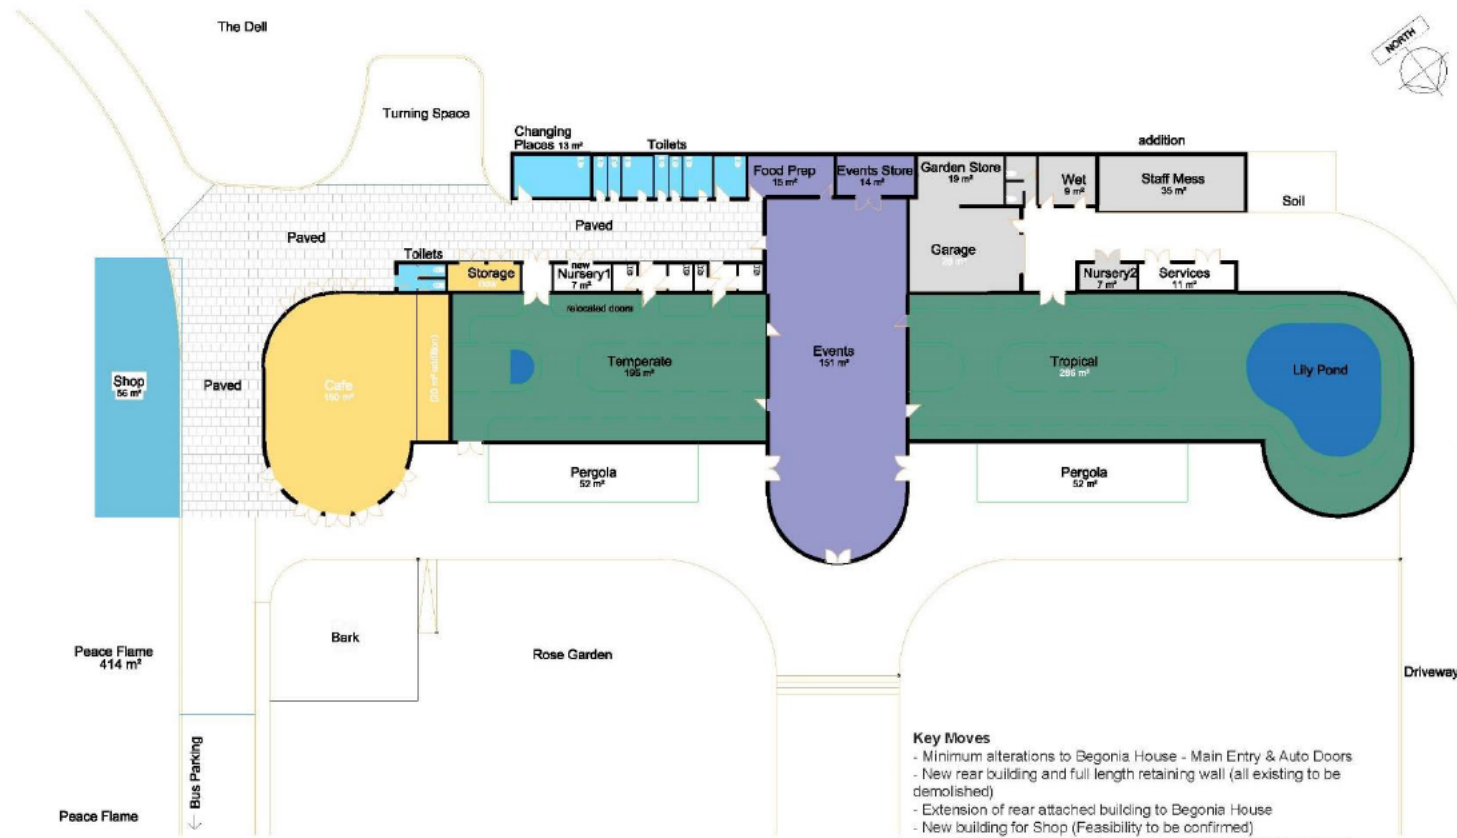 The Dell
NORTH
Turning Space
Changing
Places 13 m²
Toilets
addition
Food Prep
15 m²
Events Store
14 m²
Garden Store
19 m²
Wet
9 m²
Staff Mess
35 m²
Soil
Paved
Paved
Garage
Toilets
Storage
new
Nursery1
7 m²
Nursery2
7 m²
Services
11 m²
relocated doors
Shop
56 m²
Paved
Cafe
(20 m² addition)
Temperate
195 m²
Events
151 m²
Tropical
286 m²
Lily Pond
Pergola
52 m²
Pergola
52 m²
Bark
Rose Garden
Peace Flame
414 m²
Driveway
Bus Parking
Peace Flame
Key Moves
- Minimum alterations to Begonia House - Main Entry & Auto Doors
- New rear building and full length retaining wall (all existing to be
demolished)
- Extension of rear attached building to Begonia House
- New building for Shop (Feasibility to be confirmed)